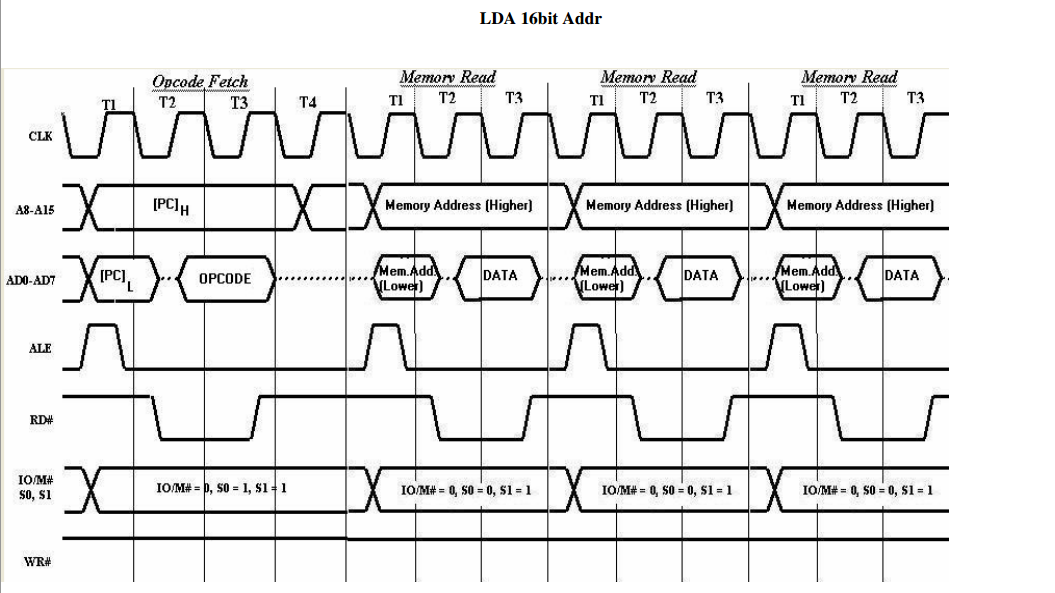 LDA 16bit Addr
Opcode Fetch Memory Read Memory Read Memory Read
T1 T2 T3 T4 T1 T2 T3 T1 T2 T3 T1 T2 T3
CLK
A8-A15 [PC]H Memory Address (Higher) Memory Address (Higher) Memory Address (Higher)
AD0-AD7 [PC]L OPCODE Mem.Add. DATA Mem.Add. DATA Mem.Add. DATA
(Lower) (Lower) (Lower)
ALE
RD#
IO/M# IO/M# = 0, S0 = 1, S1 = 1 IO/M# = 0, S0 = 0, S1 = 1 IO/M# = 0, S0 = 0, S1 = 1 IO/M# = 0, S0 = 0, S1 = 1
S0, S1
WR#